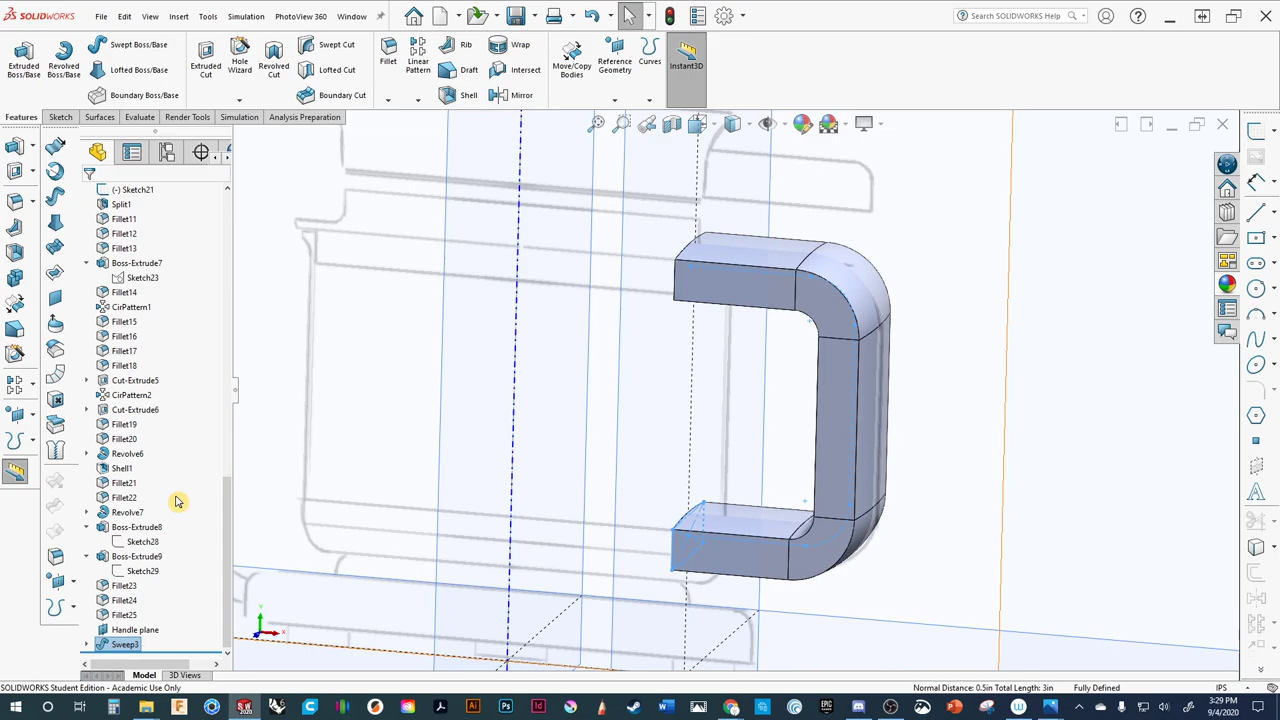 SOLIDWORKS File Edit View Insert Tools Simulation PhotoView 360 Window Search SOLIDWORKS Help
Extruded Boss/Base
Revolved Boss/Base
Swept Boss/Base
Lofted Boss/Base
Boundary Boss/Base
Extruded Cut
Hole Wizard
Revolved Cut
Swept Cut
Lofted Cut
Boundary Cut
Fillet
Linear Pattern
Rib
Draft
Shell
Wrap
Intersect
Mirror
Move/Copy Bodies
Reference Geometry
Curves
Instant3D
Features Sketch Surfaces Evaluate Render Tools Simulation Analysis Preparation
(-) Sketch21
Split1
Fillet11
Fillet12
Fillet13
Boss-Extrude7
Sketch23
Fillet14
CirPattern1
Fillet15
Fillet16
Fillet17
Fillet18
Cut-Extrude5
CirPattern2
Cut-Extrude6
Fillet19
Fillet20
Revolve6
Shell1
Fillet21
Fillet22
Revolve7
Boss-Extrude8
Sketch28
Boss-Extrude9
Sketch29
Fillet23
Fillet24
Fillet25
Handle plane
Sweep3
Y
X
Model 3D Views
SOLIDWORKS Student Edition - Academic Use Only Normal Distance: 0.5in Total Length: 3in Fully Defined IPS
3:29 PM
9/4/2020